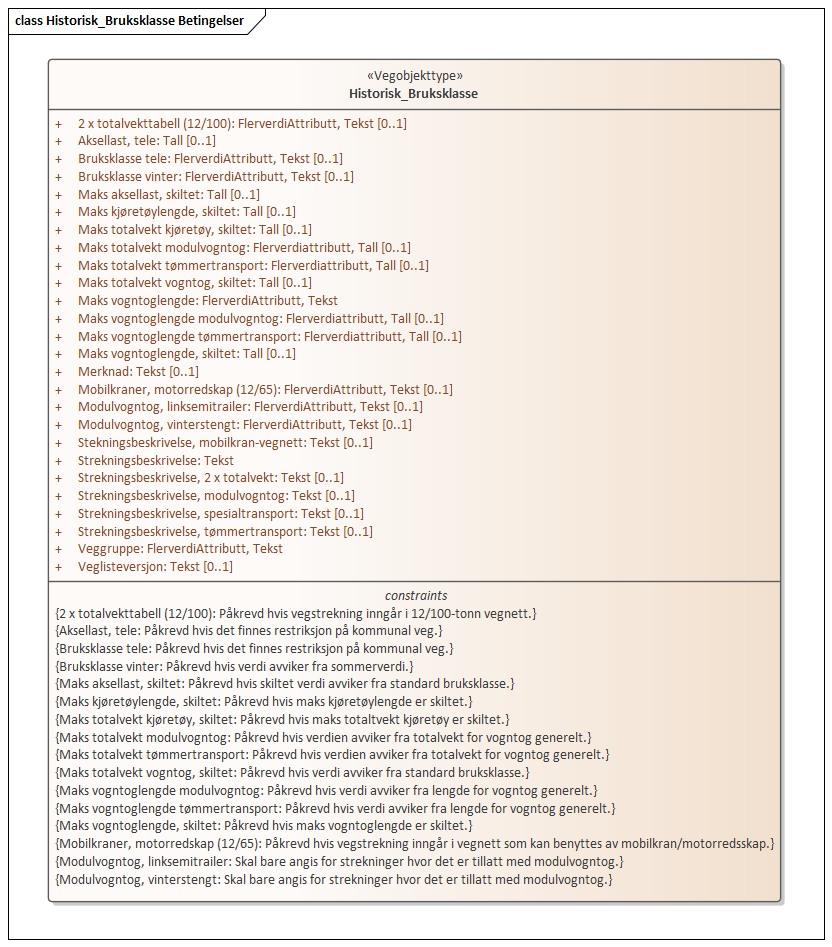 class Historisk_Bruksklasse Betingelser
«Vegobjekttype»
Historisk_Bruksklasse
+ 2 x totalvekttabell (12/100): FlerverdiAttributt, Tekst [0..1]
+ Aksellast, tele: Tall [0..1]
+ Bruksklasse tele: FlerverdiAttributt, Tekst [0..1]
+ Bruksklasse vinter: FlerverdiAttributt, Tekst [0..1]
+ Maks aksellast, skiltet: Tall [0..1]
+ Maks kjøretøylengde, skiltet: Tall [0..1]
+ Maks totalvekt kjøretøy, skiltet: Tall [0..1]
+ Maks totalvekt modulvogntog: Flerverdiattributt, Tall [0..1]
+ Maks totalvekt tømmertransport: Flerverdiattributt, Tall [0..1]
+ Maks totalvekt vogntog, skiltet: Tall [0..1]
+ Maks vogntoglengde: FlerverdiAttributt, Tekst
+ Maks vogntoglengde modulvogntog: Flerverdiattributt, Tall [0..1]
+ Maks vogntoglengde tømmertransport: Flerverdiattributt, Tall [0..1]
+ Maks vogntoglengde, skiltet: Tall [0..1]
+ Merknad: Tekst [0..1]
+ Mobilkraner, motorredskap (12/65): FlerverdiAttributt, Tekst [0..1]
+ Modulvogntog, linksemitrailer: FlerverdiAttributt, Tekst [0..1]
+ Modulvogntog, vinterstengt: FlerverdiAttributt, Tekst [0..1]
+ Stekningsbeskrivelse, mobilkran-vegnett: Tekst [0..1]
+ Strekningsbeskrivelse: Tekst
+ Strekningsbeskrivelse, 2 x totalvekt: Tekst [0..1]
+ Strekningsbeskrivelse, modulvogntog: Tekst [0..1]
+ Strekningsbeskrivelse, spesialtransport: Tekst [0..1]
+ Strekningsbeskrivelse, tømmertransport: Tekst [0..1]
+ Veggruppe: FlerverdiAttributt, Tekst
+ Veglisteversjon: Tekst [0..1]
constraints
{2 x totalvekttabell (12/100): Påkrevd hvis vegstrekning inngår i 12/100-tonn vegnett.}
{Aksellast, tele: Påkrevd hvis det finnes restriksjon på kommunal veg.}
{Bruksklasse tele: Påkrevd hvis det finnes restriksjon på kommunal veg.}
{Bruksklasse vinter: Påkrevd hvis verdi avviker fra sommerverdi.}
{Maks aksellast, skiltet: Påkrevd hvis skiltet verdi avviker fra standard bruksklasse.}
{Maks kjøretøylengde, skiltet: Påkrevd hvis maks kjøretøylengde er skiltet.}
{Maks totalvekt kjøretøy, skiltet: Påkrevd hvis maks totaltvekt kjøretøy er skiltet.}
{Maks totalvekt modulvogntog: Påkrevd hvis verdien avviker fra totalvekt for vogntog generelt.}
{Maks totalvekt tømmertransport: Påkrevd hvis verdien avviker fra totalvekt for vogntog generelt.}
{Maks totalvekt vogntog, skiltet: Påkrevd hvis verdi avviker fra standard bruksklasse.}
{Maks vogntoglengde modulvogntog: Påkrevd hvis verdi avviker fra lengde for vogntog generelt.}
{Maks vogntoglengde tømmertransport: Påkrevd hvis verdi avviker fra lengde for vogntog generelt.}
{Maks vogntoglengde, skiltet: Påkrevd hvis maks vogntoglengde er skiltet.}
{Mobilkraner, motorredskap (12/65): Påkrevd hvis vegstrekning inngår i vegnett som kan benyttes av mobilkran/motorredsskap.}
{Modulvogntog, linksemitrailer: Skal bare angis for strekninger hvor det er tillatt med modulvogntog.}
{Modulvogntog, vinterstengt: Skal bare angis for strekninger hvor det er tillatt med modulvogntog.}